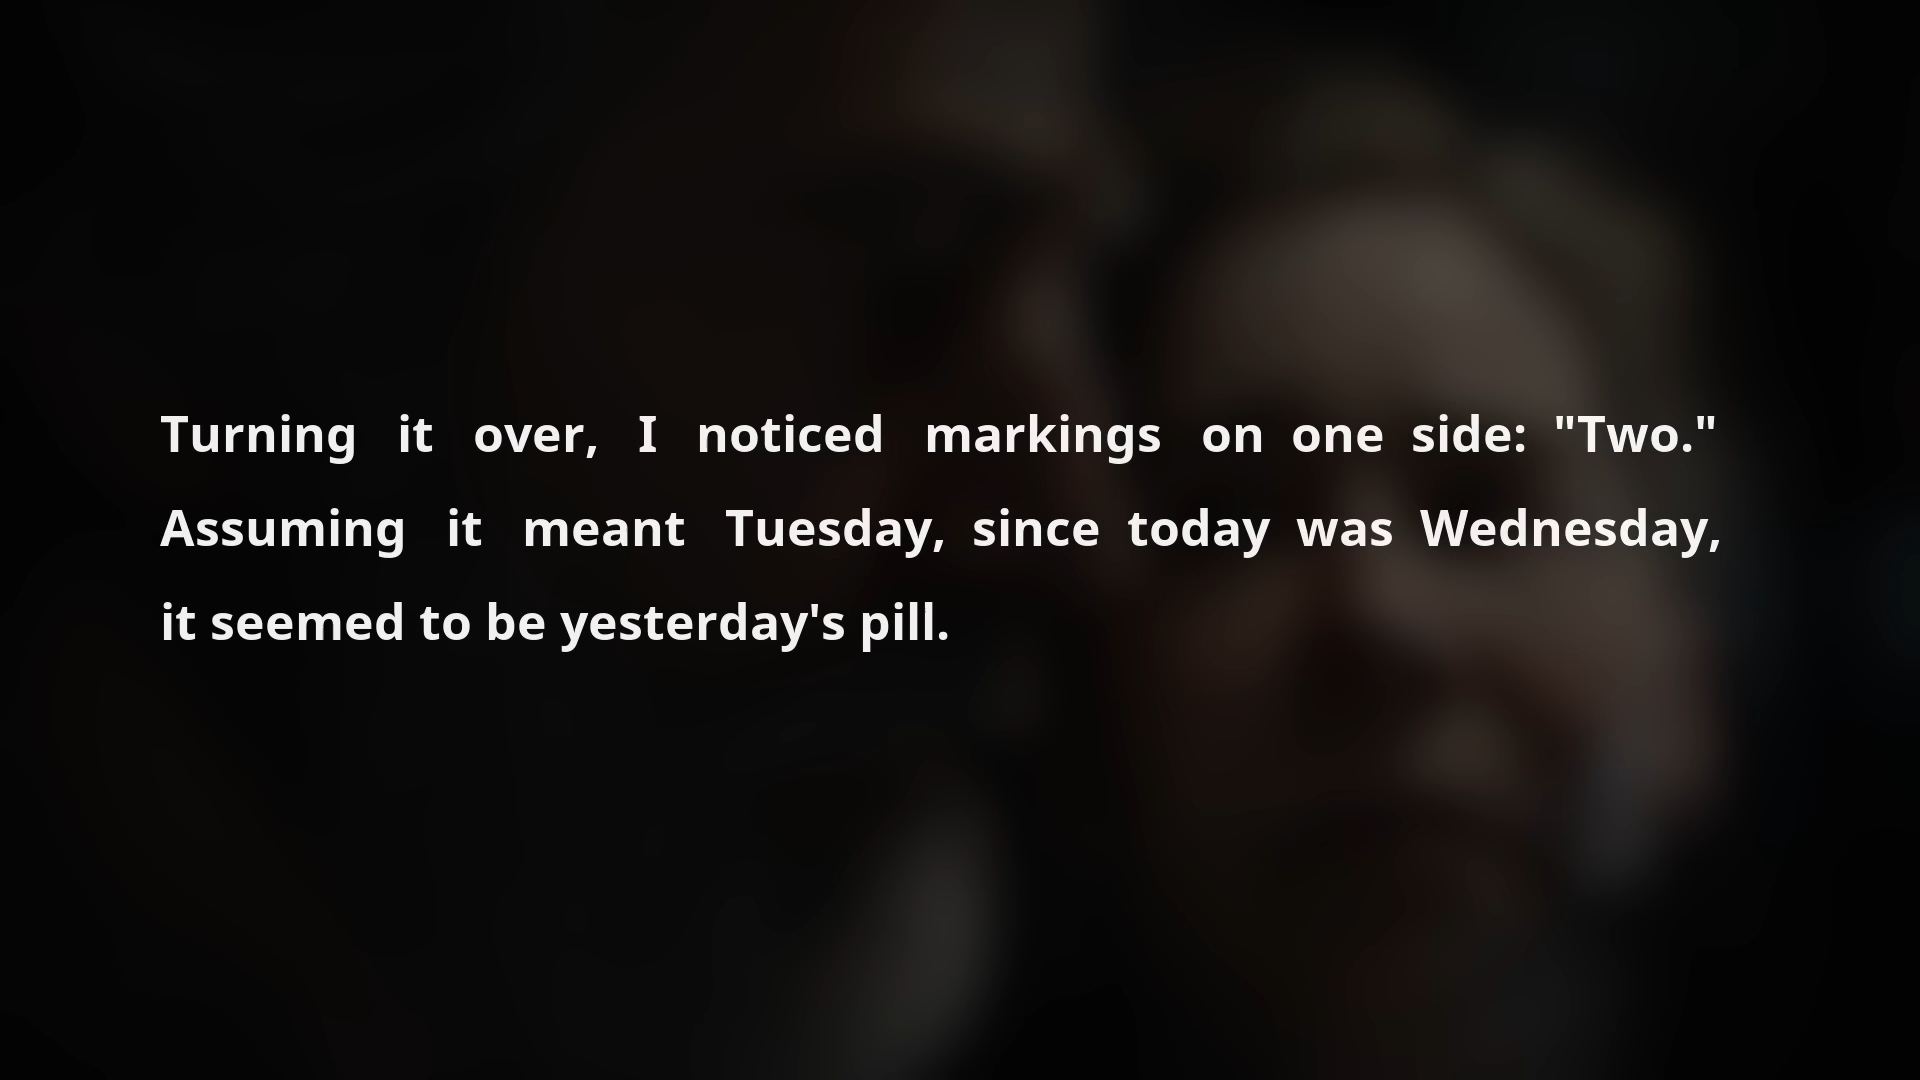 Turning it over, I noticed markings on one side: "Two."
Assuming it meant Tuesday, since today was Wednesday,
it seemed to be yesterday's pill.